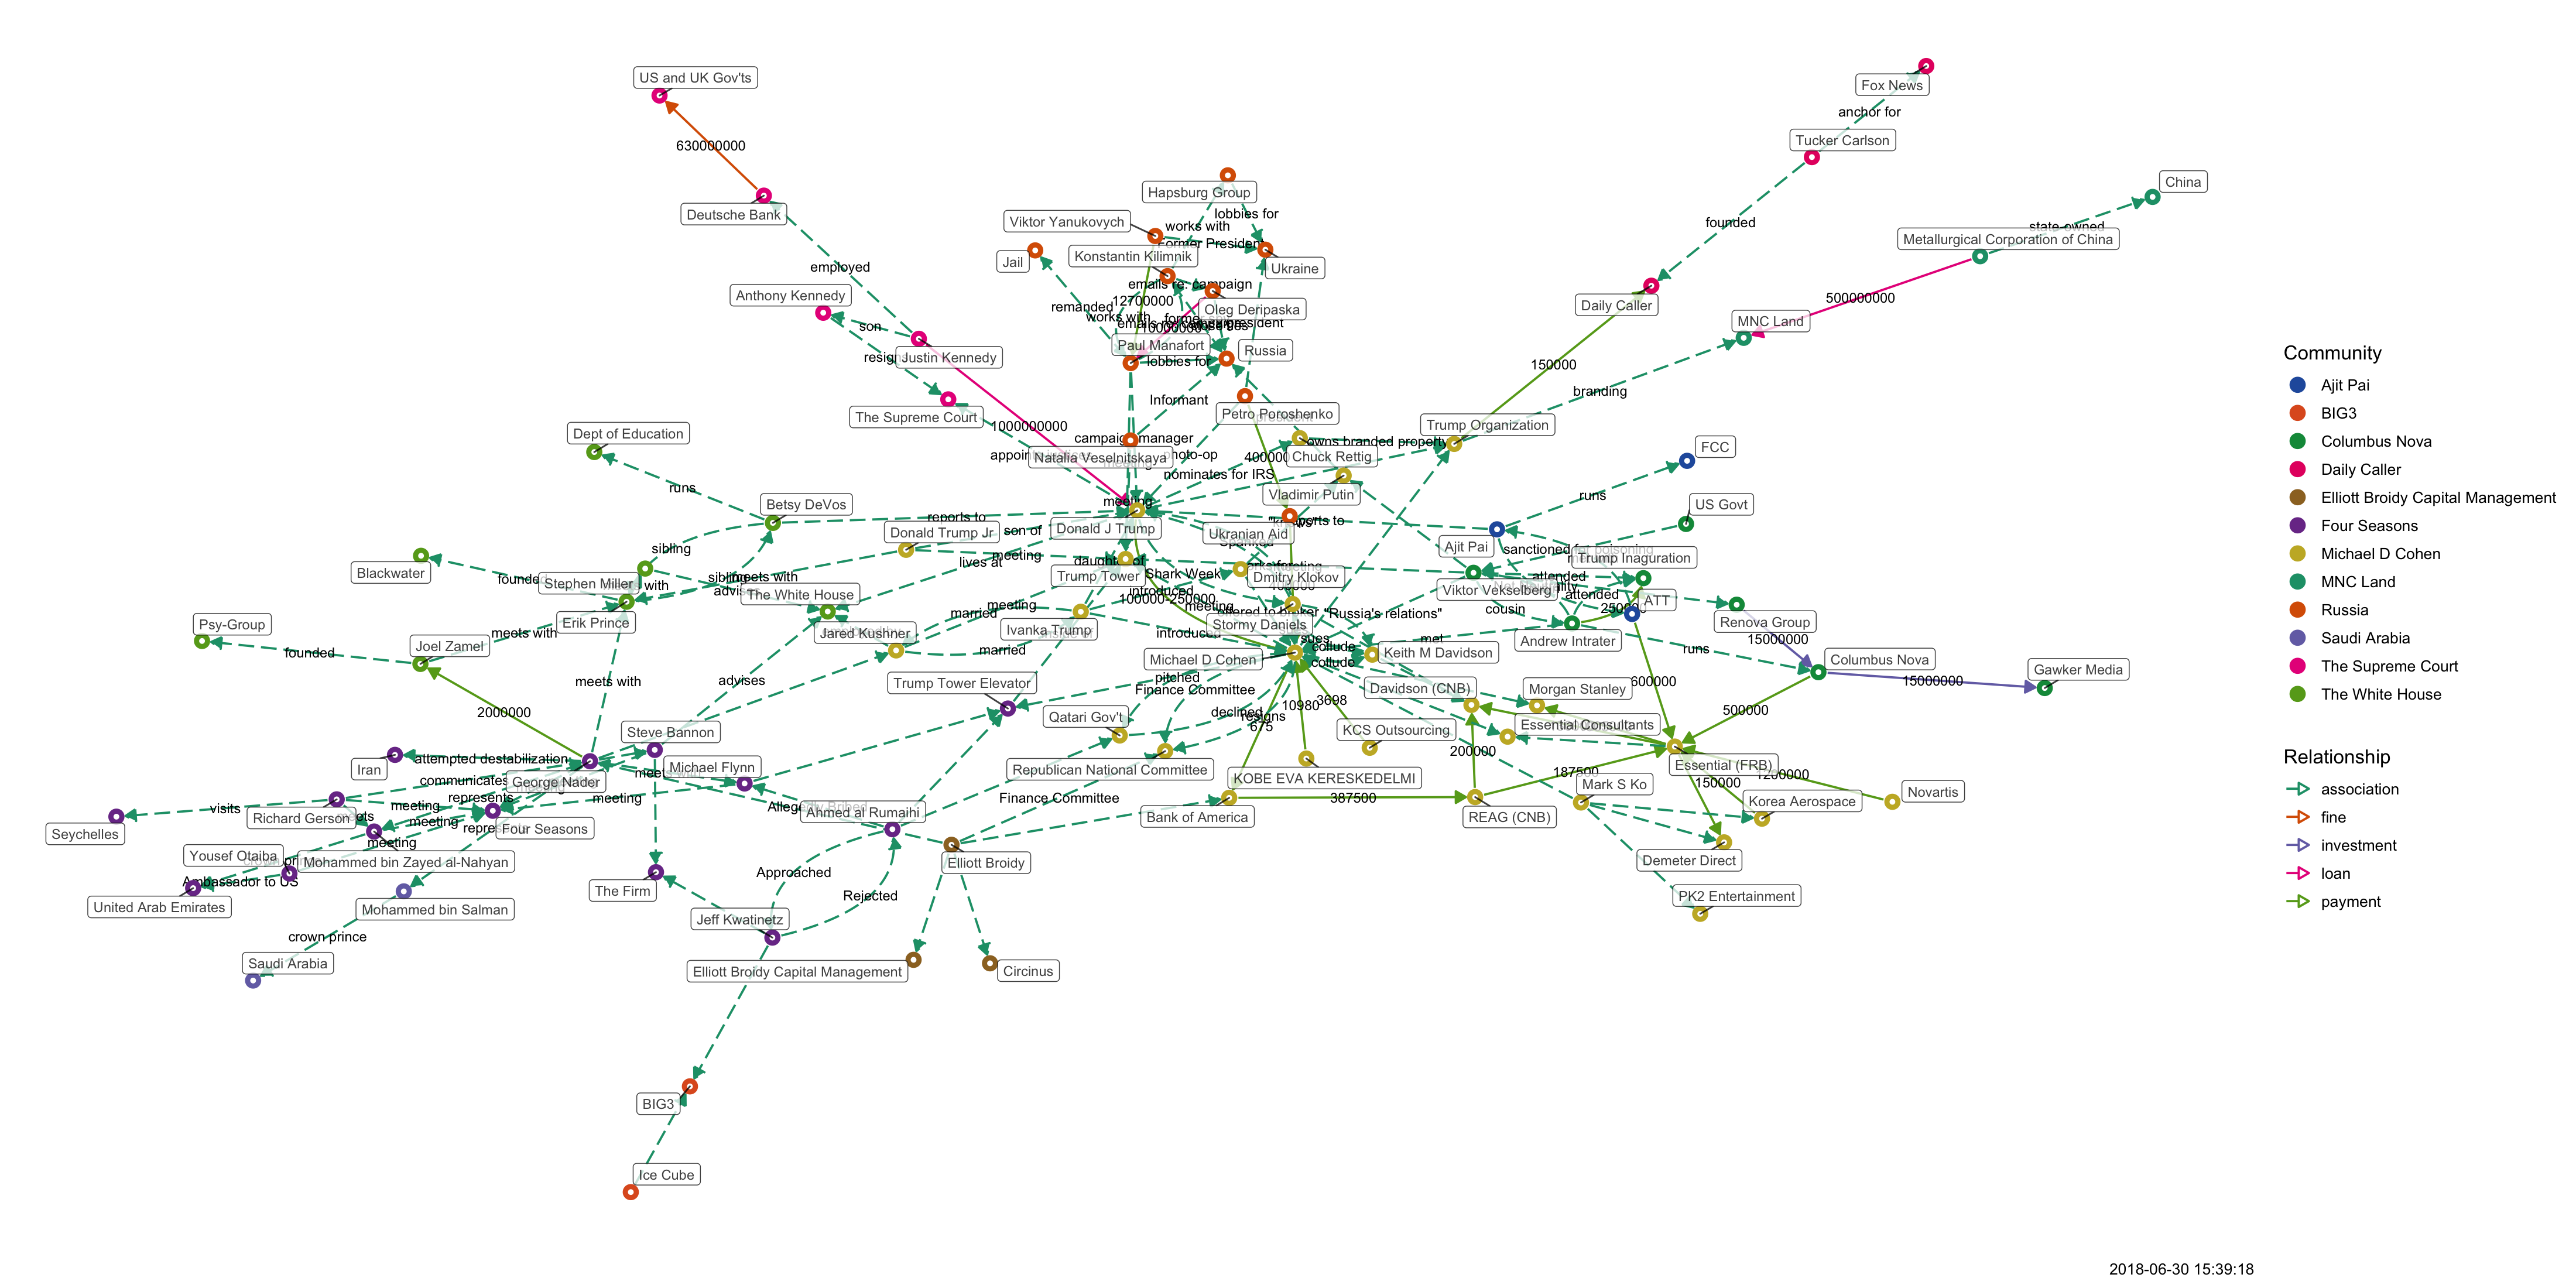 US and UK Gov'ts
Fox News
anchor for
630000000
Tucker Carlson
China
Hapsburg Group
Deutsche Bank
lobbies for
Viktor Yanukovych
works with
founded
state-owned
Metallurgical Corporation of China
Former President
Jail
Konstantin Kilimnik
Ukraine
employed
emails re: campaign
Anthony Kennedy
12700000
500000000
Daily Caller
remanded
Oleg Deripaska
works with
MNC Land
son
Paul Manafort
Russia
resigns
Justin Kennedy
lobbies for
150000
branding
Informant
The Supreme Court
Petro Poroshenko
1000000000
Trump Organization
Dept of Education
campaign manager
owns branded property
FCC
Natalia Veselnitskaya
photo-op
400000
Chuck Rettig
nominates for IRS
runs
Vladimir Putin
runs
Betsy DeVos
meeting
US Govt
reports to
son of
Donald J Trump
Donald Trump Jr
Ukranian Aid
Ajit Pai
sibling
meeting
Trump Inaguration
Blackwater
Stephen Miller
meets with
lives at
Trump Tower
Shark Week
Dmitry Klokov
attended
The White House
introduced
Viktor Vekselberg
attended
ATT
100000-250000
meeting
cousin
250000
married
meeting
"Russia's relations"
Erik Prince
Renova Group
Psy-Group
Stormy Daniels
Jared Kushner
Ivanka Trump
introduced
Andrew Intrater
met
15000000
meets with
Joel Zamel
founded
married
sues
collude
collude
Keith M Davidson
runs
Michael D Cohen
Columbus Nova
Gawker Media
meets with
advises
Trump Tower Elevator
pitched
Finance Committee
Davidson (CNB)
Morgan Stanley
600000
15000000
2000000
10980
3698
500000
Qatari Gov't
declined
resigns
675
KCS Outsourcing
Essential Consultants
Steve Bannon
200000
attempted destabilization
Iran
Michael Flynn
Republican National Committee
KOBE EVA KERESKEDELMI
Essential (FRB)
187500
1200000
communicates
George Nader
150000
Mark S Ko
Novartis
represents
meeting
meeting
Finance Committee
387500
Korea Aerospace
visits
Richard Gerson
Ahmed al Rumaihi
Bank of America
REAG (CNB)
Seychelles
meeting
Four Seasons
meeting
Yousef Otaiba
Mohammed bin Zayed al-Nahyan
Elliott Broidy
Demeter Direct
Ambassador to US
Approached
United Arab Emirates
The Firm
Rejected
PK2 Entertainment
Mohammed bin Salman
Jeff Kwatinetz
crown prince
Saudi Arabia
Elliott Broidy Capital Management
Circinus
BIG3
Ice Cube
Community
Ajit Pai
BIG3
Columbus Nova
Daily Caller
Elliott Broidy Capital Management
Four Seasons
Michael D Cohen
MNC Land
Russia
Saudi Arabia
The Supreme Court
The White House
Relationship
association
fine
investment
loan
payment
2018-06-30 15:39:18